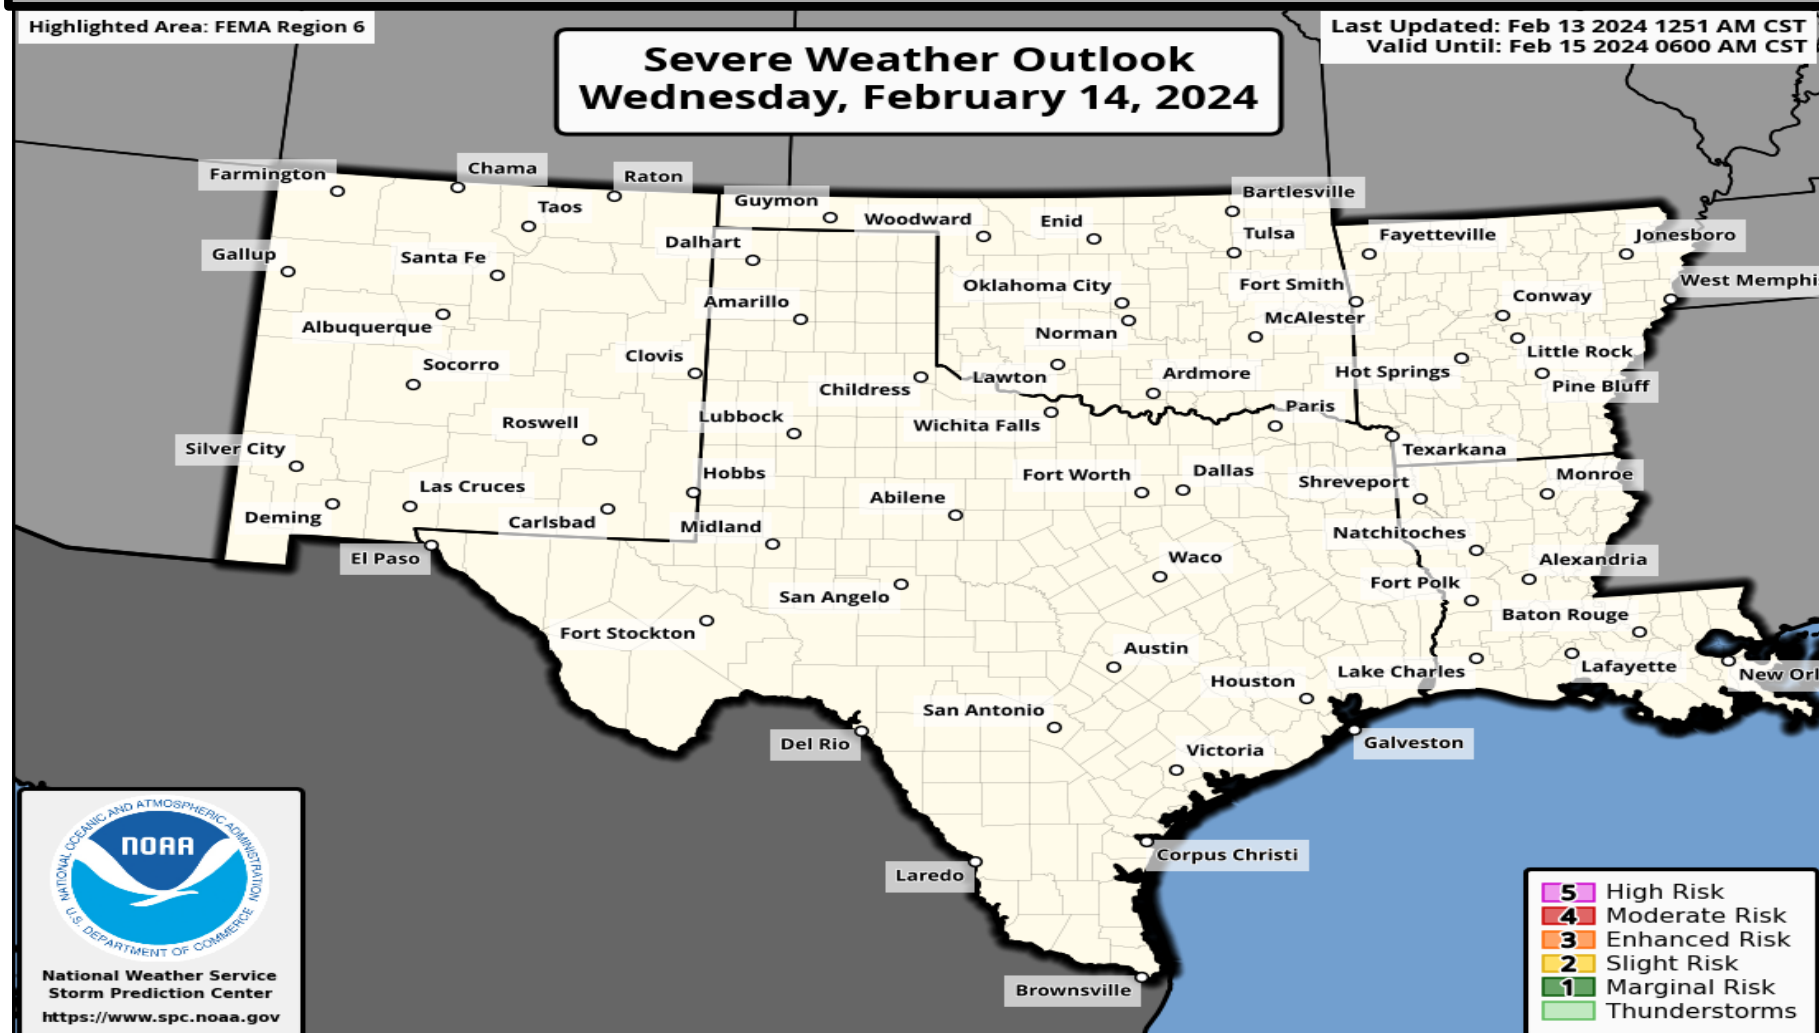 Highlighted Area: FEMA Region 6
Severe Weather Outlook
Wednesday, February 14, 2024
Last Updated: Feb 13 2024 1251 AM CST
Valid Until: Feb 15 2024 0600 AM CST
Farmington
Chama
Raton
Taos
Guymon
Woodward
Enid
Bartlesville
Tulsa
Fayetteville
Jonesboro
Gallup
Santa Fe
Dalhart
Oklahoma City
Fort Smith
Conway
West Memphi
Albuquerque
Amarillo
Norman
McAlester
Little Rock
Socorro
Clovis
Childress
Lawton
Ardmore
Hot Springs
Pine Bluff
Roswell
Lubbock
Wichita Falls
Paris
Texarkana
Silver City
Las Cruces
Hobbs
Abilene
Fort Worth
Dallas
Shreveport
Monroe
Deming
Carlsbad
Midland
Natchitoches
El Paso
San Angelo
Waco
Fort Polk
Alexandria
Fort Stockton
Austin
Baton Rouge
Houston
Lake Charles
Lafayette
New Orl
San Antonio
Del Rio
Victoria
Galveston
Corpus Christi
Laredo
Brownsville
NATIONAL OCEANIC AND ATMOSPHERIC ADMINISTRATION
NOAA
U.S. DEPARTMENT OF COMMERCE
National Weather Service
Storm Prediction Center
https://www.spc.noaa.gov
5 High Risk
4 Moderate Risk
3 Enhanced Risk
2 Slight Risk
1 Marginal Risk
Thunderstorms